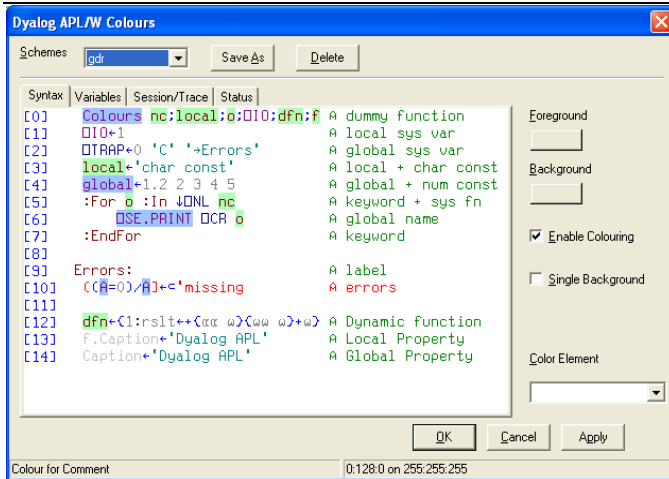 Dyalog APL/W Colours
Schemes gdr Save As Delete
Syntax Variables Session/Trace Status
[0] Colours nc;local;o;⎕IO;dfn;f ⍝ dummy function
[1] ⎕IO←1 ⍝ local sys var
[2] ⎕TRAP←0 'C' '→Errors' ⍝ global sys var
[3] local←'char const' ⍝ local + char const
[4] global←1.2 2 3 4 5 ⍝ global + num const
[5] :For o :In ↓⎕NL nc ⍝ keyword + sys fn
[6] ⎕SE.PRINT ⎕CR o ⍝ global name
[7] :EndFor ⍝ keyword
[8]
[9] Errors: ⍝ label
[10] ((A=0)/A]←⊂'missing ⍝ errors
[11]
[12] dfn←{1:rslt←+{⍺⍺ ⍵}{⍵⍵ ⍵}+⍵} ⍝ Dynamic function
[13] f.Caption←'Dyalog APL' ⍝ Local Property
[14] Caption←'Dyalog APL' ⍝ Global Property
Foreground
Background
Enable Colouring
Single Background
Color Element
OK Cancel Apply
Colour for Comment 0:128:0 on 255:255:255